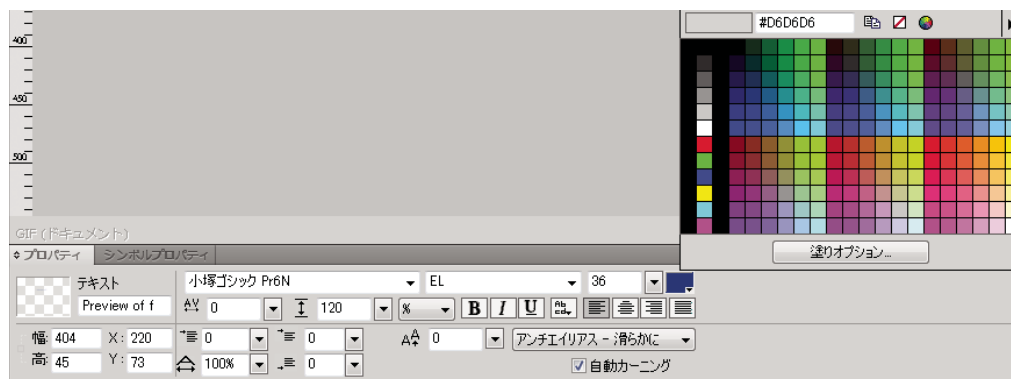 #D6D6D6
400
450
500
GIF (ドキュメント)
プロパティ シンボルプロパティ
テキスト 小塚ゴシック Pr6N EL 36
Preview of f AV 0 120 % B I U
幅: 404 X: 220 0 0 AA 0 アンチエイリアス - 滑らかに
高: 45 Y: 73 100% 0 自動カーニング
塗りオプション...